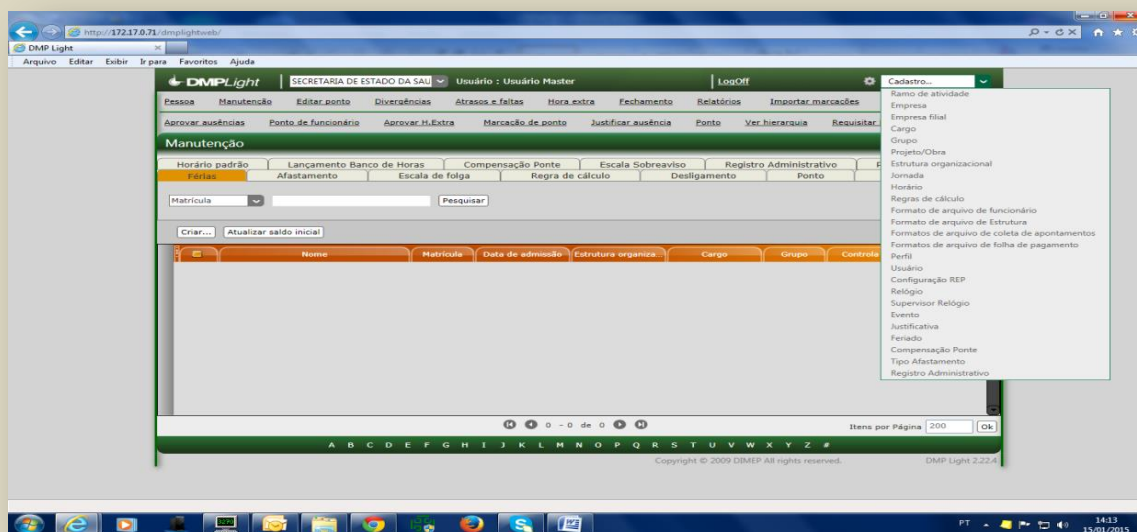 http://172.17.0.71/dmplightweb/
DMP Light
Arquivo Editar Exibir Ir para Favoritos Ajuda
DMPLight SECRETARIA DE ESTADO DA SAU Usuário : Usuário Master LogOff Cadastro...
Pessoa Manutenção Editar ponto Divergências Atrasos e faltas Hora extra Fechamento Relatórios Importar marcações
Aprovar ausências Ponto de funcionário Aprovar H.Extra Marcação de ponto Justificar ausência Ponto Ver hierarquia Requisitar
Manutenção
Horário padrão Lançamento Banco de Horas Compensação Ponte Escala Sobreaviso Registro Administrativo
Férias Afastamento Escala de folga Regra de cálculo Desligamento Ponto
Matrícula Pesquisar
Criar... Atualizar saldo inicial
Nome Matrícula Data de admissão Estrutura organiza... Cargo Grupo Controla
Ramo de atividade
Empresa
Empresa filial
Cargo
Grupo
Projeto/Obra
Estrutura organizacional
Jornada
Horário
Regras de cálculo
Formato de arquivo de funcionário
Formato de arquivo de Estrutura
Formatos de arquivo de coleta de apontamentos
Formatos de arquivo de folha de pagamento
Perfil
Usuário
Configuração REP
Relógio
Supervisor Relógio
Evento
Justificativa
Feriado
Compensação Ponte
Tipo Afastamento
Registro Administrativo
0 - 0 de 0 Itens por Página 200 Ok
A B C D E F G H I J K L M N O P Q R S T U V W X Y Z #
Copyright © 2009 DIMEP All rights reserved. DMP Light 2.22.4
PT 14:13
15/01/2015